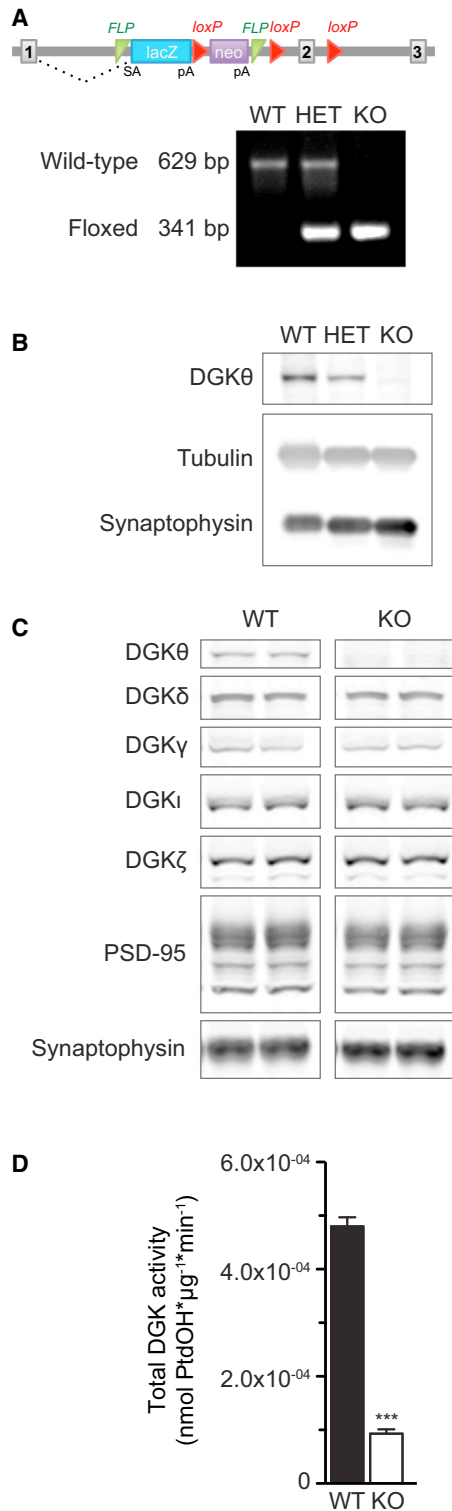 A
FLP loxP FLP loxP loxP
1 lacZ neo 2 3
SA pA pA
WT HET KO
Wild-type 629 bp
Floxed 341 bp
B
WT HET KO
DGKθ
Tubulin
Synaptophysin
C
WT KO
DGKθ
DGKδ
DGKγ
DGKι
DGKζ
PSD-95
Synaptophysin
D
Total DGK activity
(nmol PtdOH*µg⁻¹*min⁻¹)
6.0x10⁻⁰⁴
4.0x10⁻⁰⁴
2.0x10⁻⁰⁴
0
***
WT KO